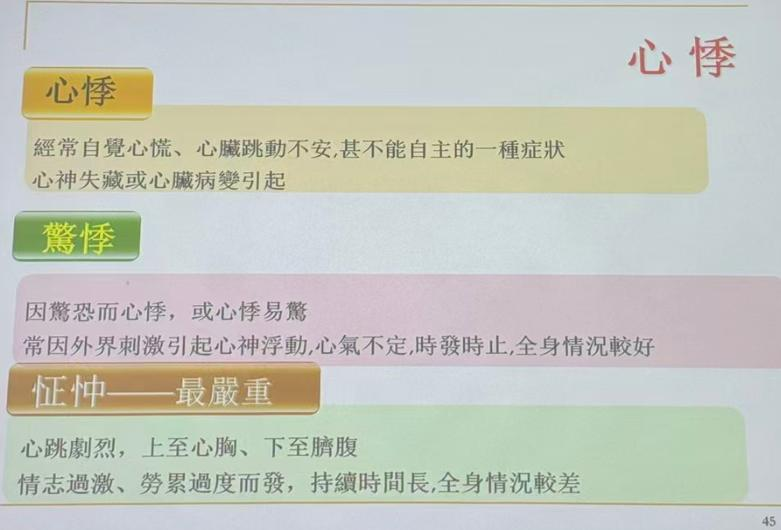 心悸
心悸
經常自覺心慌、心臟跳動不安,甚不能自主的一種症狀
心神失藏或心臟病變引起
驚悸
因驚恐而心悸，或心悸易驚
常因外界刺激引起心神浮動,心氣不定,時發時止,全身情況較好
怔忡——最嚴重
心跳劇烈，上至心胸、下至臍腹
情志過激、勞累過度而發，持續時間長,全身情況較差
45